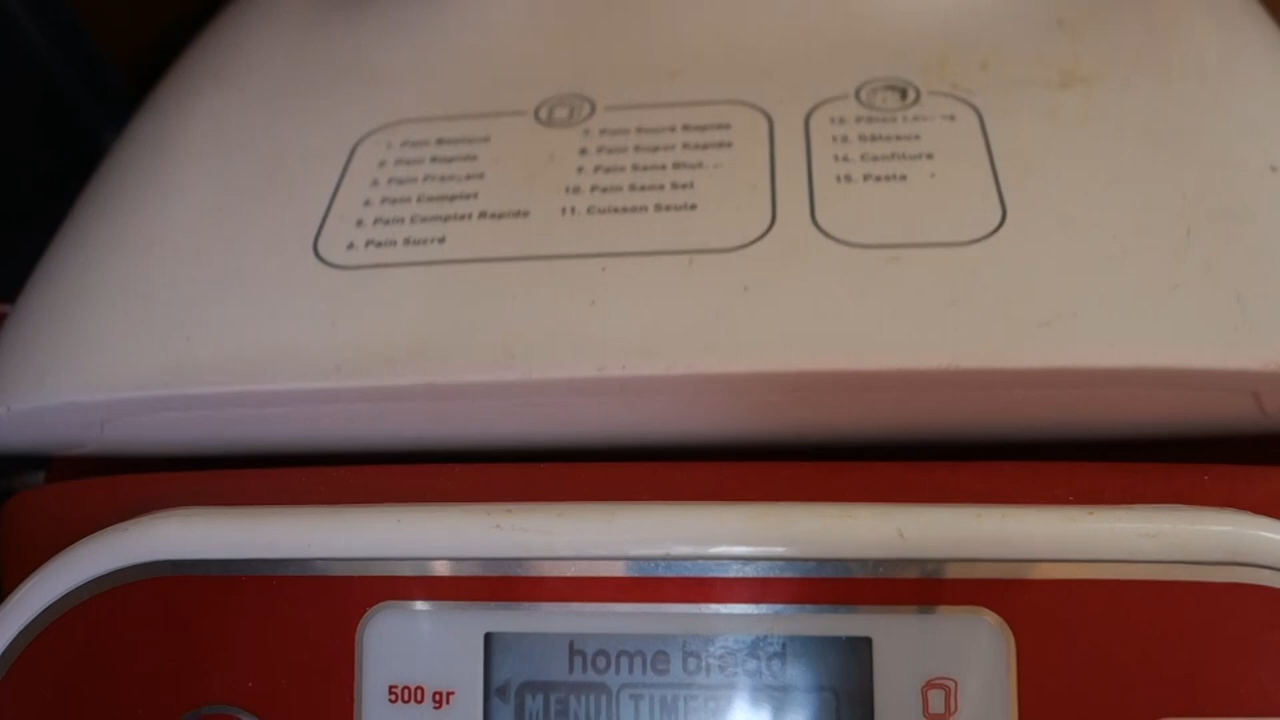 1. Pain Basique
2. Pain Rapide
3. Pain Français
4. Pain Complet
5. Pain Complet Rapide
6. Pain Sucré
7. Pain Sucré Rapide
8. Pain Super Rapide
9. Pain Sans
10. Pain Sans Sel
11. Cuisson Seule
12. Pâtes
13. Gâteaux
14. Confiture
15. Pasta
home bread
500 gr
MENU TIMER